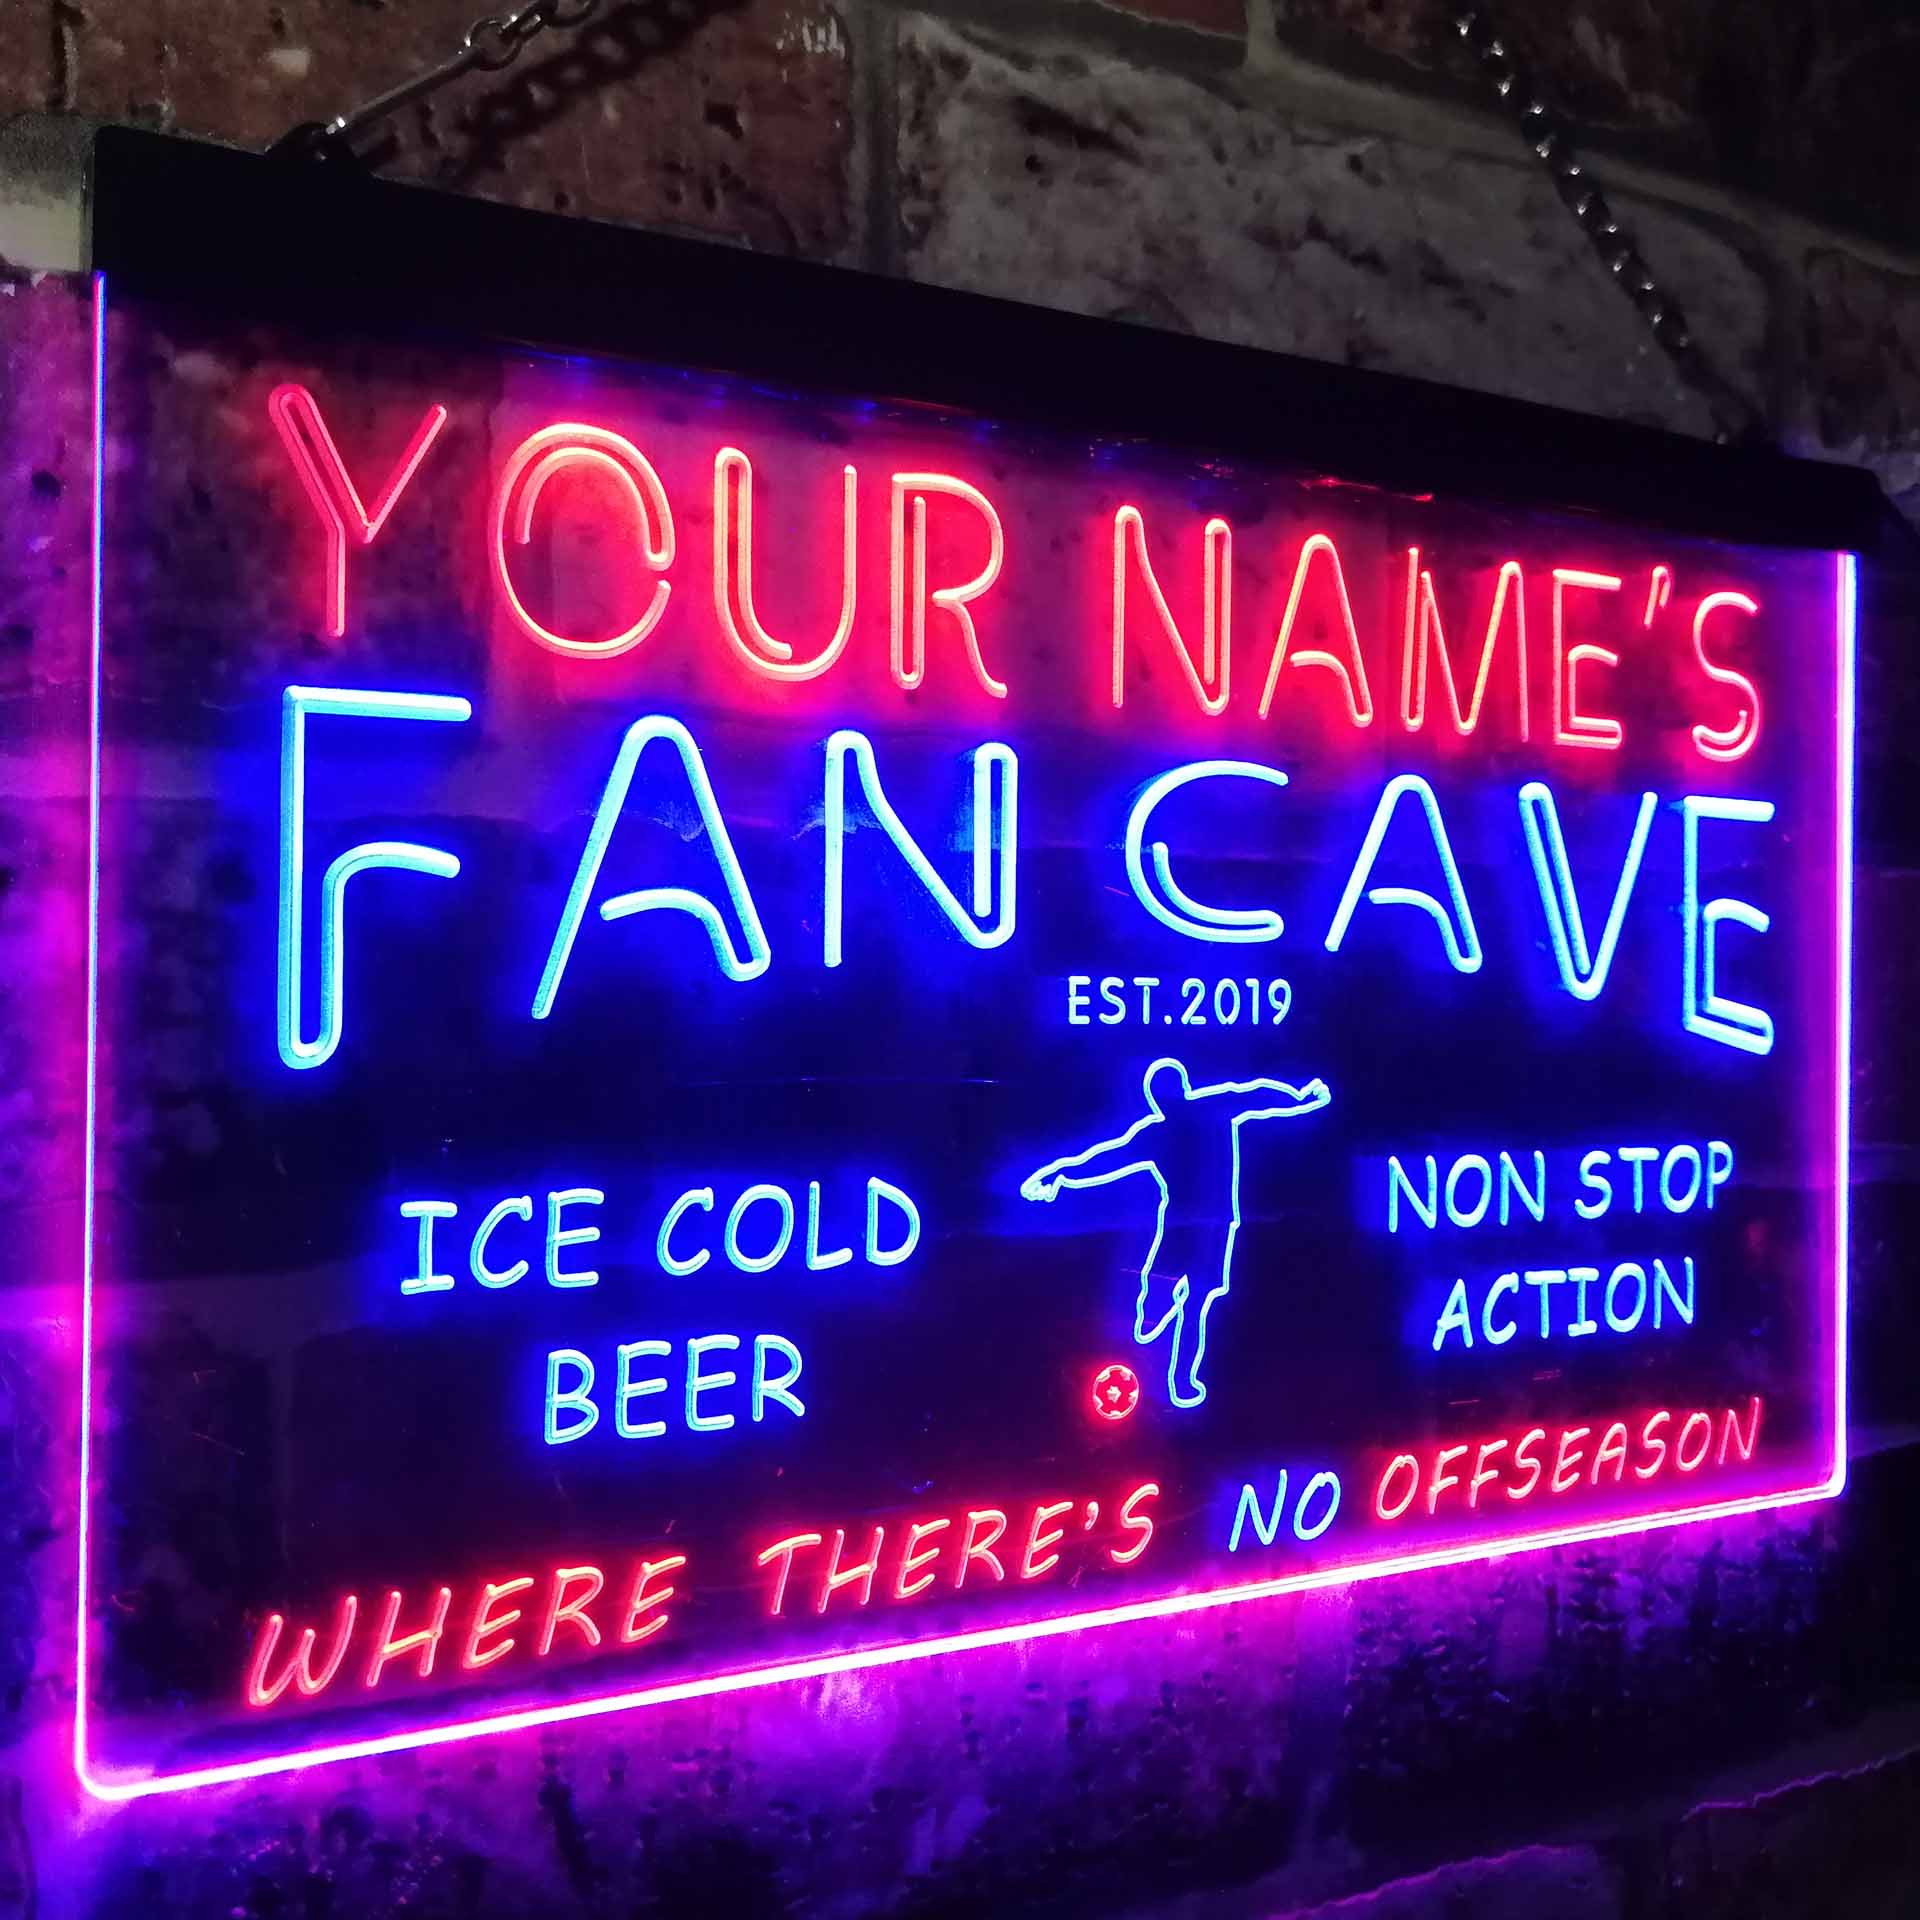 YOUR NAME'S
FAN CAVE
EST.2019
ICE COLD
BEER
NON STOP
ACTION
WHERE THERE'S NO OFFSEASON